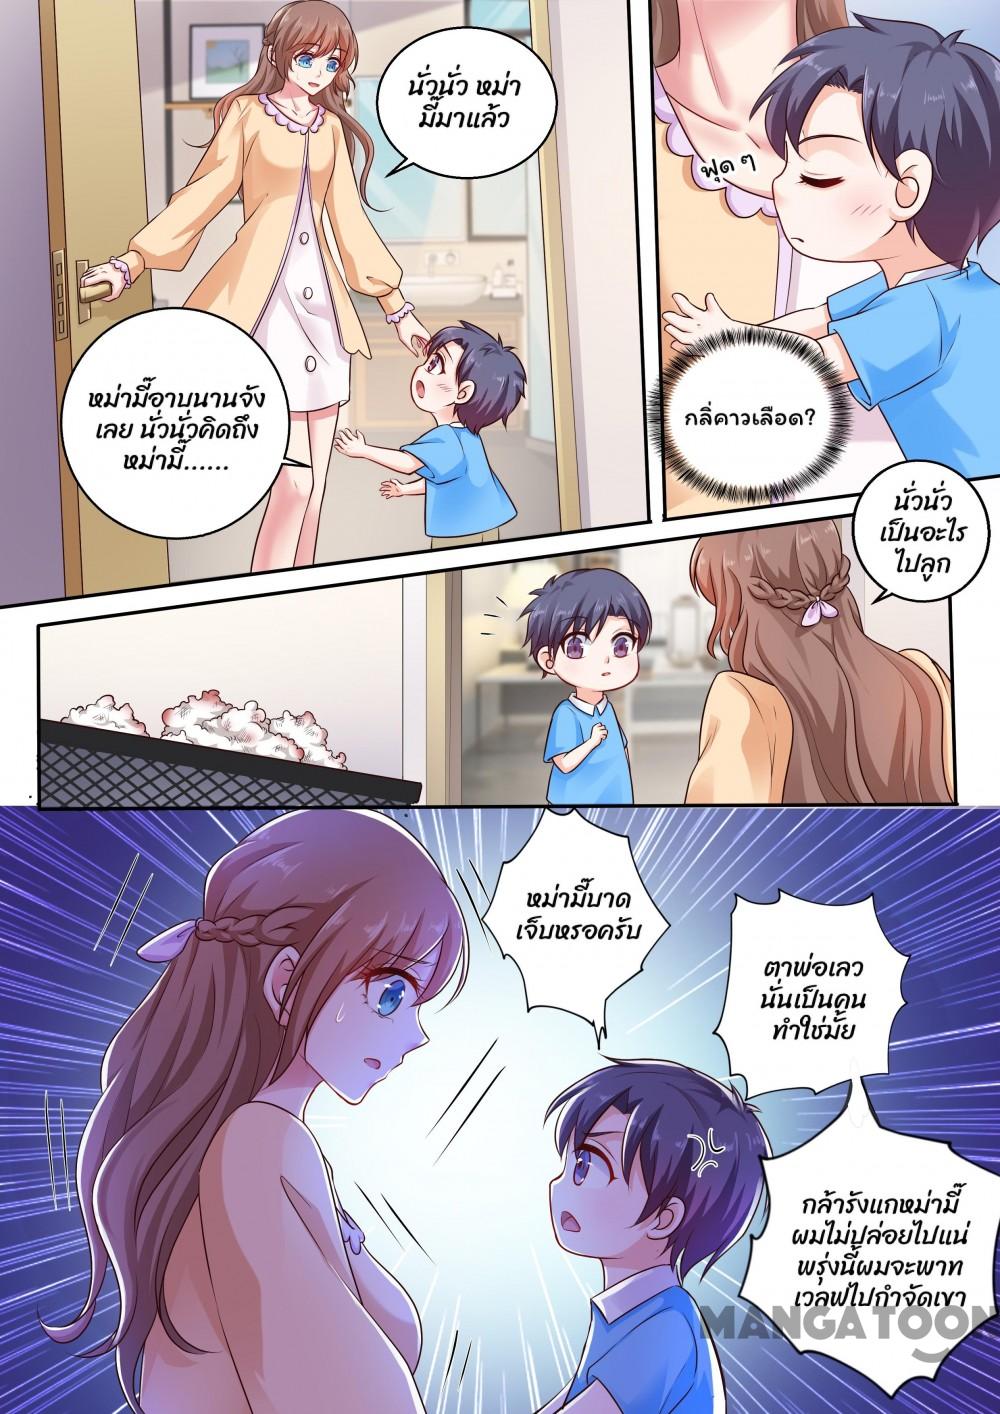 นั่วนั่ว หม่า
มี๊มาแล้ว
หม่ามี๊อาบนานจัง
เลย นั่วนั่วคิดถึง
หม่ามี๊......
ฟุด ๆ
กลิ่คาวเลือด?
นั่วนั่ว
เป็นอะไร
ไปลูก
หม่ามี๊บาด
เจ็บหรอครับ
ตาพ่อเลว
นั่นเป็นคน
ทำใช่มั้ย
กล้ารังแกหม่ามี๊
ผมไม่ปล่อยไปแน่
พรุ่งนี้ผมจะพาท
เวลฟไปกำจัดเขา
MANGATOON